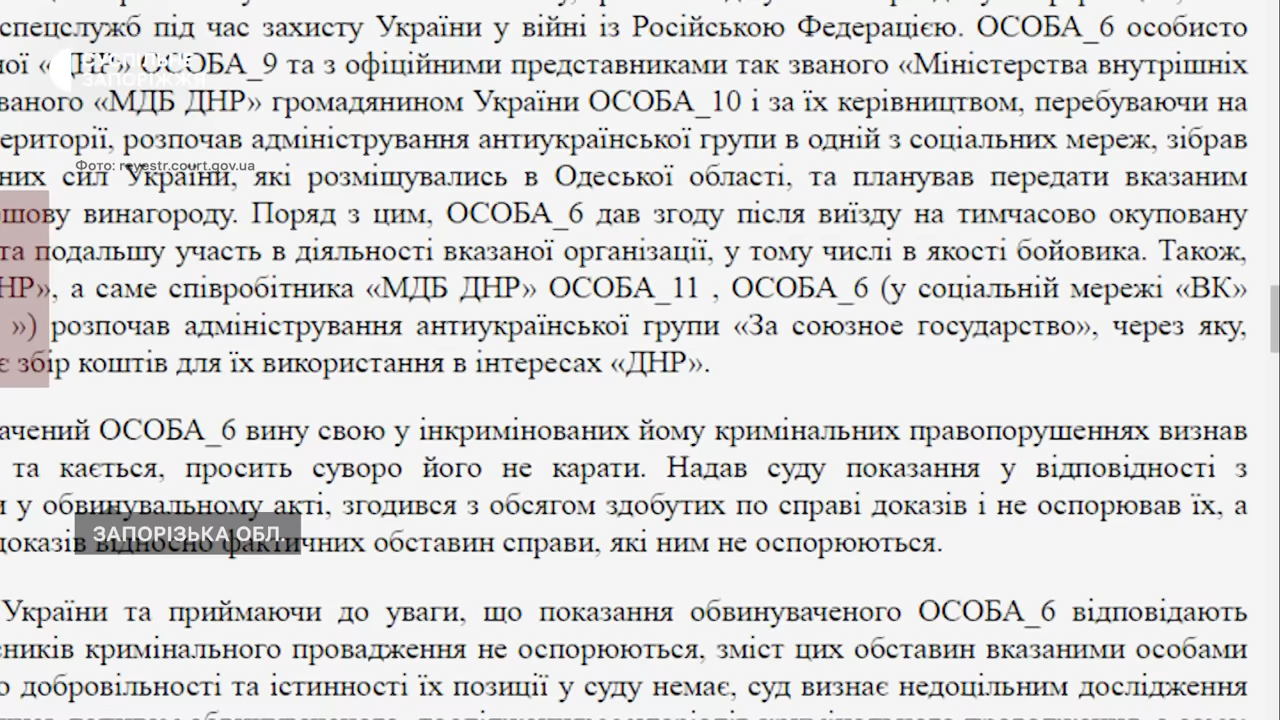 спецслужб під час захисту України у війні із Російською Федерацією. ОСОБА_6 особисто
ної « ОСОБА_9 та з офіційними представниками так званого «Міністерства внутрішніх
ЗАПОРІЖЖЯ
ваного «МДБ ДНР» громадянином України ОСОБА_10 і за їх керівництвом, перебуваючи на
ериторії, розпочав адміністрування антиукраїнської групи в одній з соціальних мереж, зібрав
Фото: reyestr.court.gov.ua
них сил України, які розміщувались в Одеської області, та планував передати вказаним
шову винагороду. Поряд з цим, ОСОБА_6 дав згоду після виїзду на тимчасово окуповану
та подальшу участь в діяльності вказаної організації, у тому числі в якості бойовика. Також,
НР», а саме співробітника «МДБ ДНР» ОСОБА_11 , ОСОБА_6 (у соціальній мережі «ВК»
») розпочав адміністрування антиукраїнської групи «За союзное государство», через яку,
є збір коштів для їх використання в інтересах «ДНР».
ачений ОСОБА_6 вину свою у інкримінованих йому кримінальних правопорушеннях визнав
та кається, просить суворо його не карати. Надав суду показання у відповідності з
и у обвинувальному акті, згодився з обсягом здобутих по справі доказів і не оспорював їх, а
ЗАПОРІЗЬКА ОБЛ.
доказів відносно фактичних обставин справи, які ним не оспорюються.
України та приймаючи до уваги, що показання обвинуваченого ОСОБА_6 відповідають
сників кримінального провадження не оспорюються, зміст цих обставин вказаними особами
о добровільності та істинності їх позиції у суду немає, суд визнає недоцільним дослідження